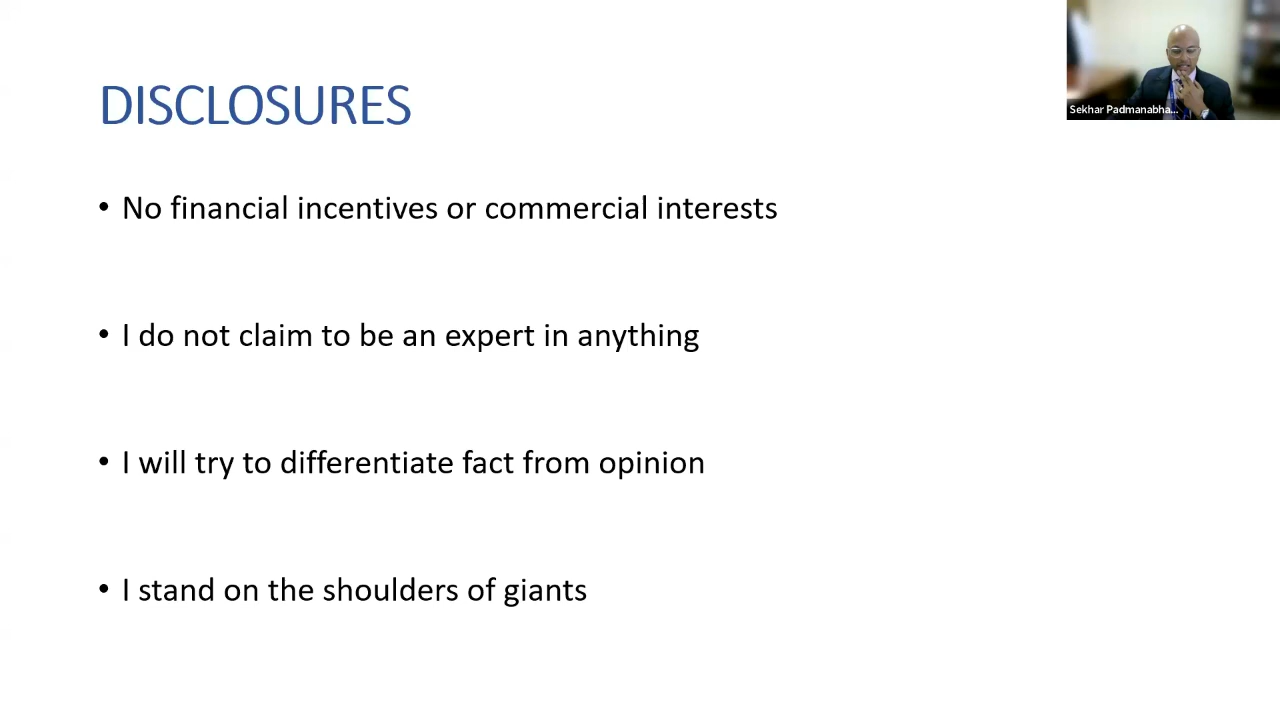 DISCLOSURES
• No financial incentives or commercial interests
• I do not claim to be an expert in anything
• I will try to differentiate fact from opinion
• I stand on the shoulders of giants
Sekhar Padmanabha...